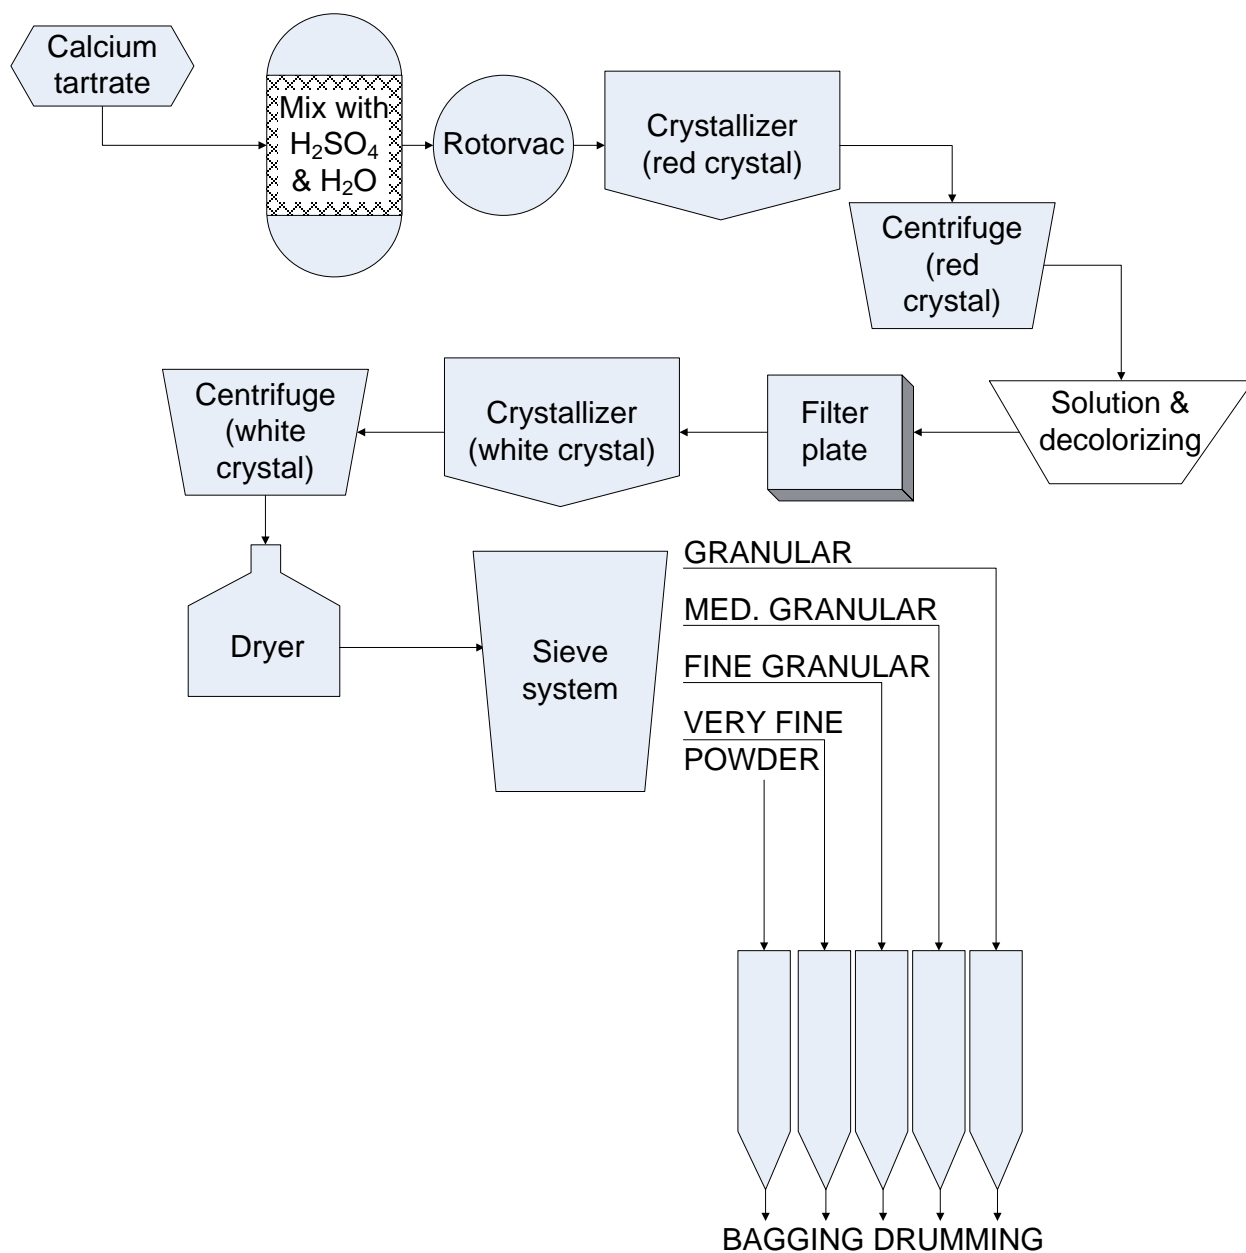 Calcium
tartrate
Mix with
H₂SO₄
& H₂O
Rotorvac
Crystallizer
(red crystal)
Centrifuge
(red
crystal)
Solution &
decolorizing
Filter
plate
Crystallizer
(white crystal)
Centrifuge
(white
crystal)
Dryer
Sieve
system
GRANULAR
MED. GRANULAR
FINE GRANULAR
VERY FINE
POWDER
BAGGING DRUMMING